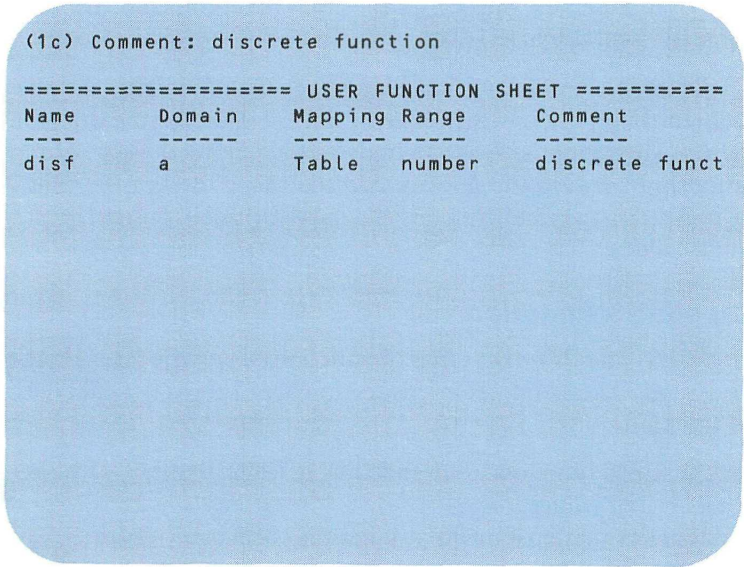 (1c) Comment: discrete function
==================== USER FUNCTION SHEET ===========
Name Domain Mapping Range Comment
---- ------ ------- ----- -------
disf a Table number discrete funct